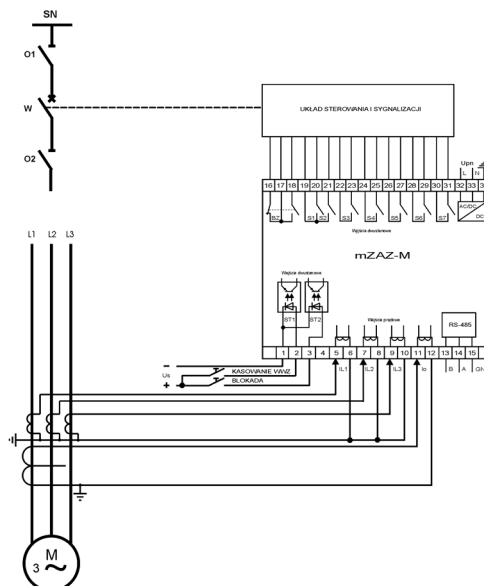 SN
O1
W
O2
UKŁAD STEROWANIA I SYGNALIZACJI
Upn
L N
16 17 18 19 20 21 22 23 24 25 26 27 28 29 30 31 32 33
BZ S1 S2 S3 S4 S5 S6 S7
AC/DC
DC
Wyjścia dwustanowe
mZAZ-M
Wejścia dwustanowe
ST1 ST2
Wejścia prądowe
RS-485
1 2 3 4 5 6 7 8 9 10 11 12 13 14 15
IL1 IL2 IL3 Io B A GN
L1 L2 L3
-
Us
+
KASOWANIE WWZ
BLOKADA
M
3 ~